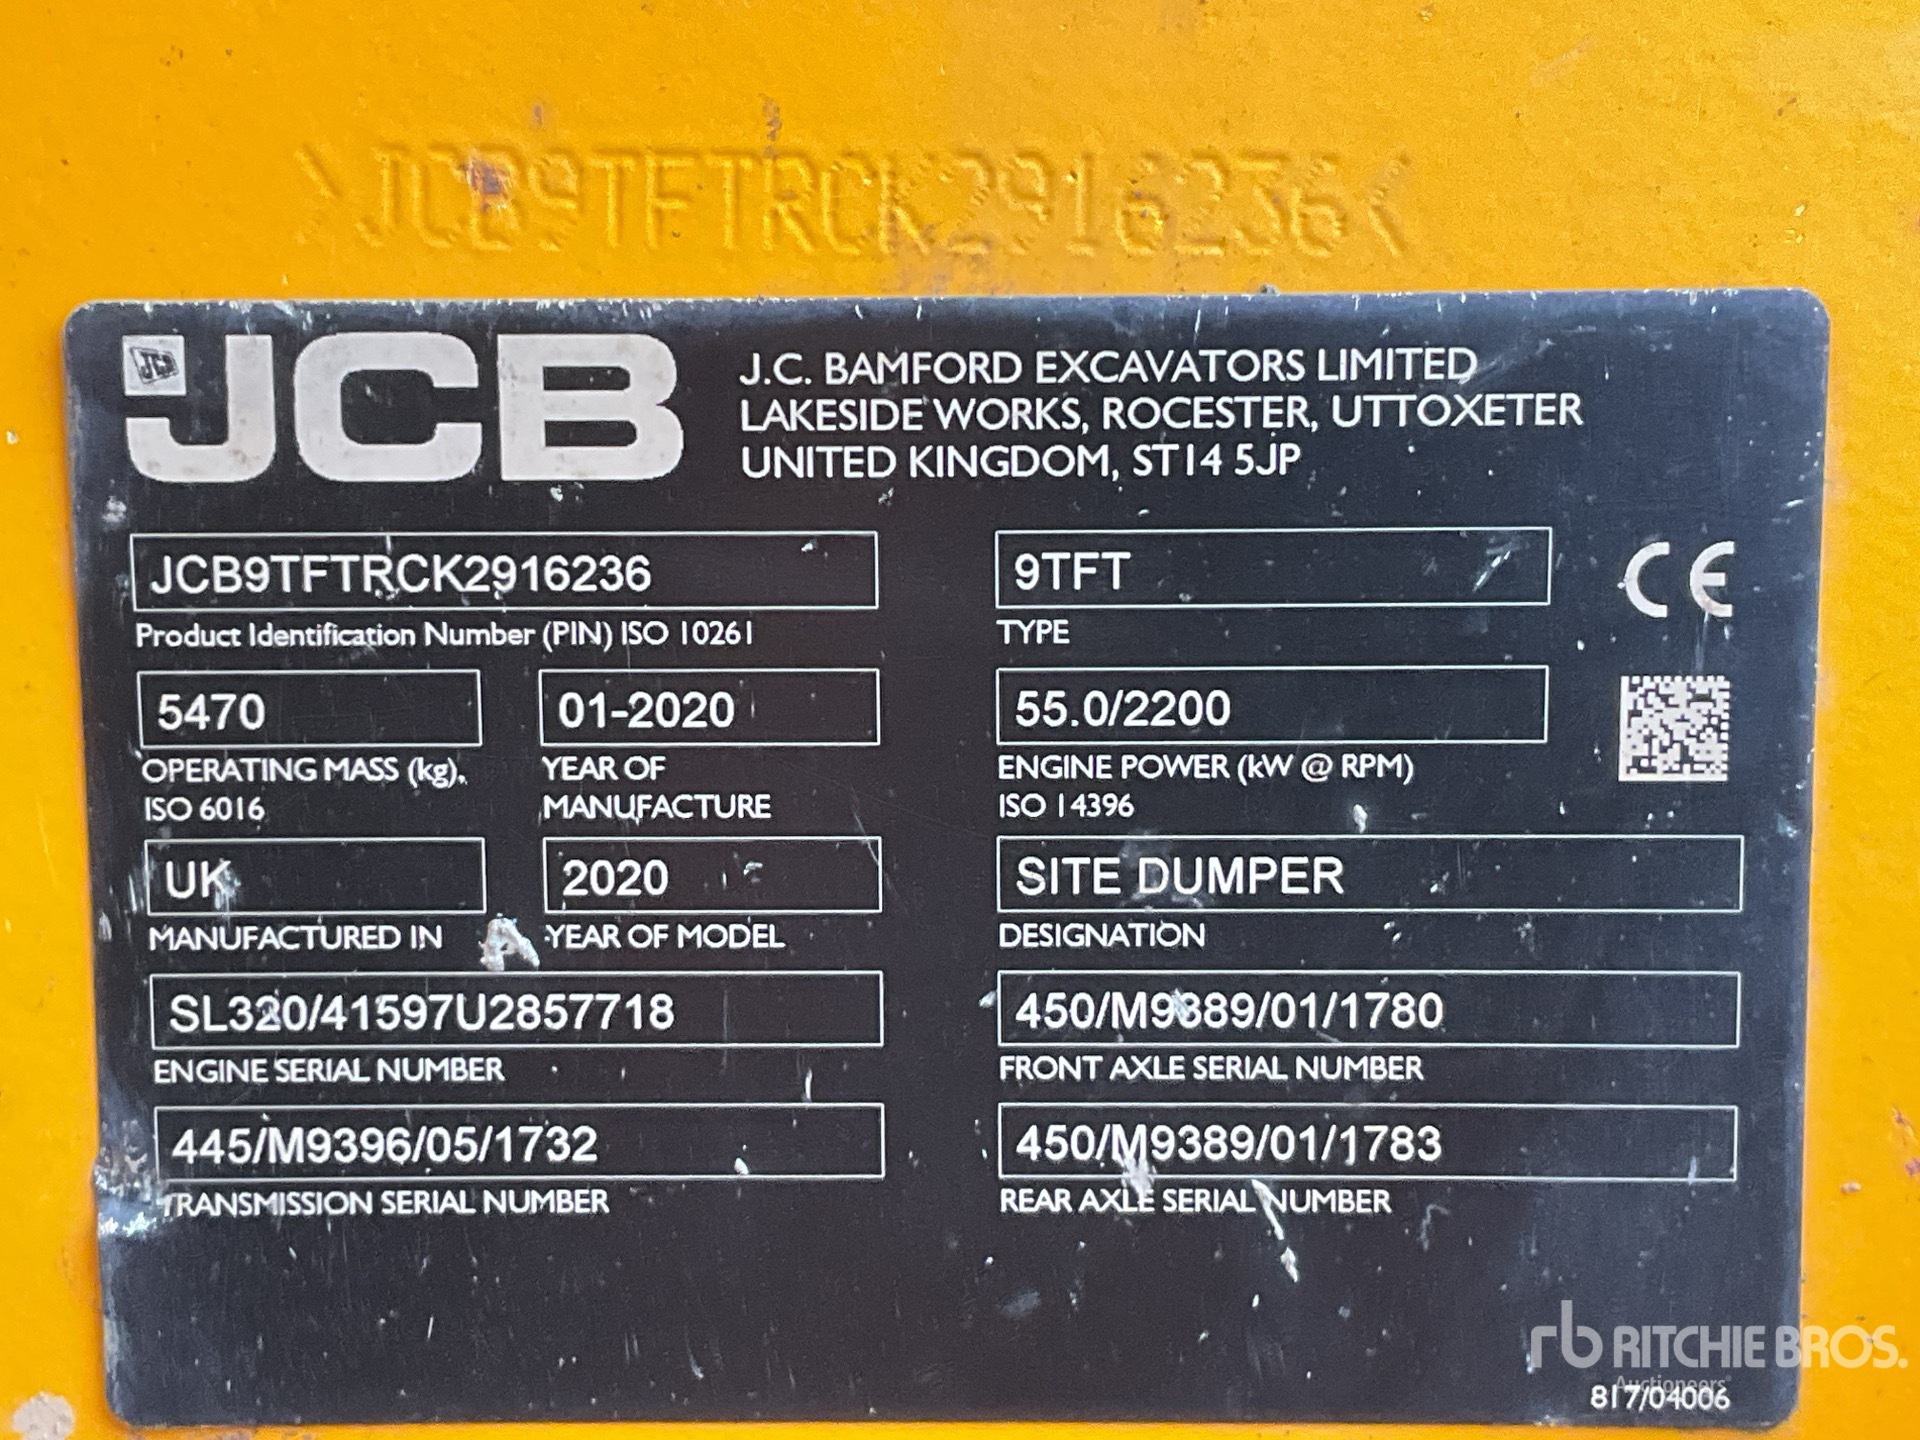 >JCB9TFTRCK2916236<
JCB
JCB
J.C. BAMFORD EXCAVATORS LIMITED
LAKESIDE WORKS, ROCESTER, UTTOXETER
UNITED KINGDOM, ST14 5JP
JCB9TFTRCK2916236
Product Identification Number (PIN) ISO 10261
9TFT
TYPE
CE
5470
OPERATING MASS (kg),
ISO 6016
01-2020
YEAR OF
MANUFACTURE
55.0/2200
ENGINE POWER (kW @ RPM)
ISO 14396
UK
MANUFACTURED IN
2020
YEAR OF MODEL
SITE DUMPER
DESIGNATION
SL320/41597U2857718
ENGINE SERIAL NUMBER
450/M9389/01/1780
FRONT AXLE SERIAL NUMBER
445/M9396/05/1732
TRANSMISSION SERIAL NUMBER
450/M9389/01/1783
REAR AXLE SERIAL NUMBER
rb RITCHIE BROS.
Auctioneers
817/04006